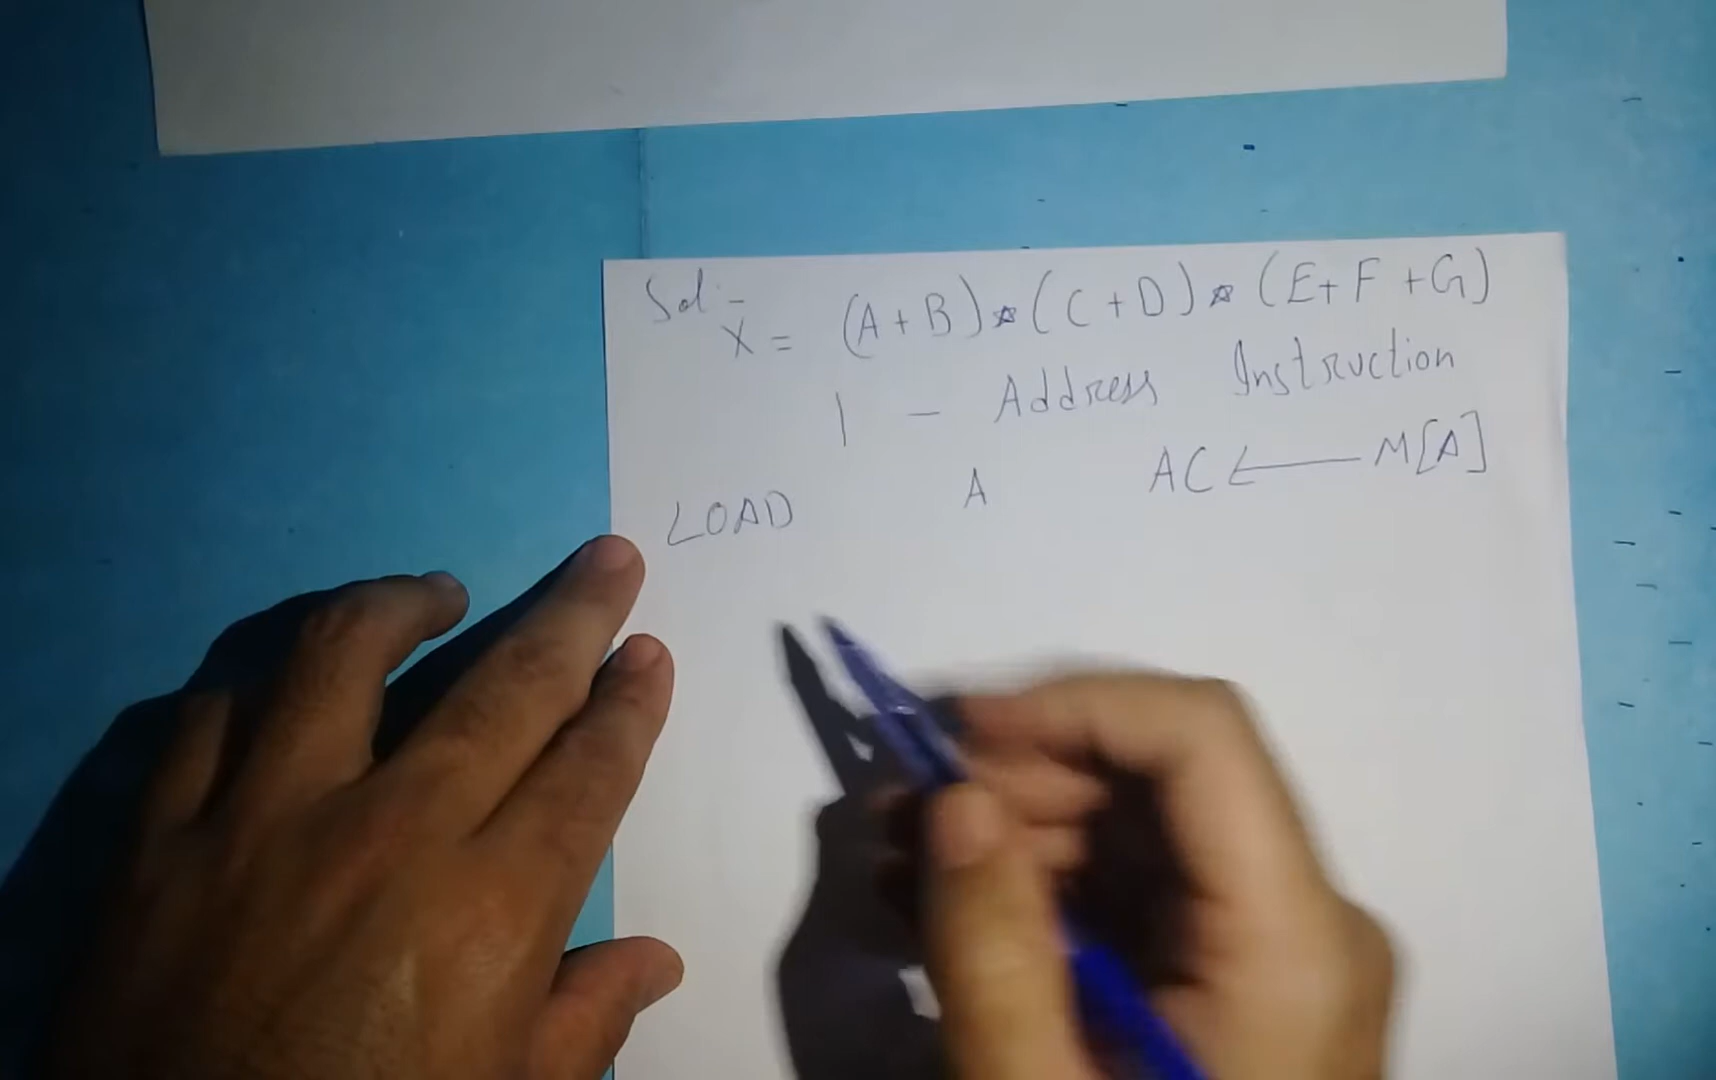 Sol:-
X = (A+B)*(C+D)*(E+F+G)
1 - Address Instruction
LOAD A AC ← M[A]